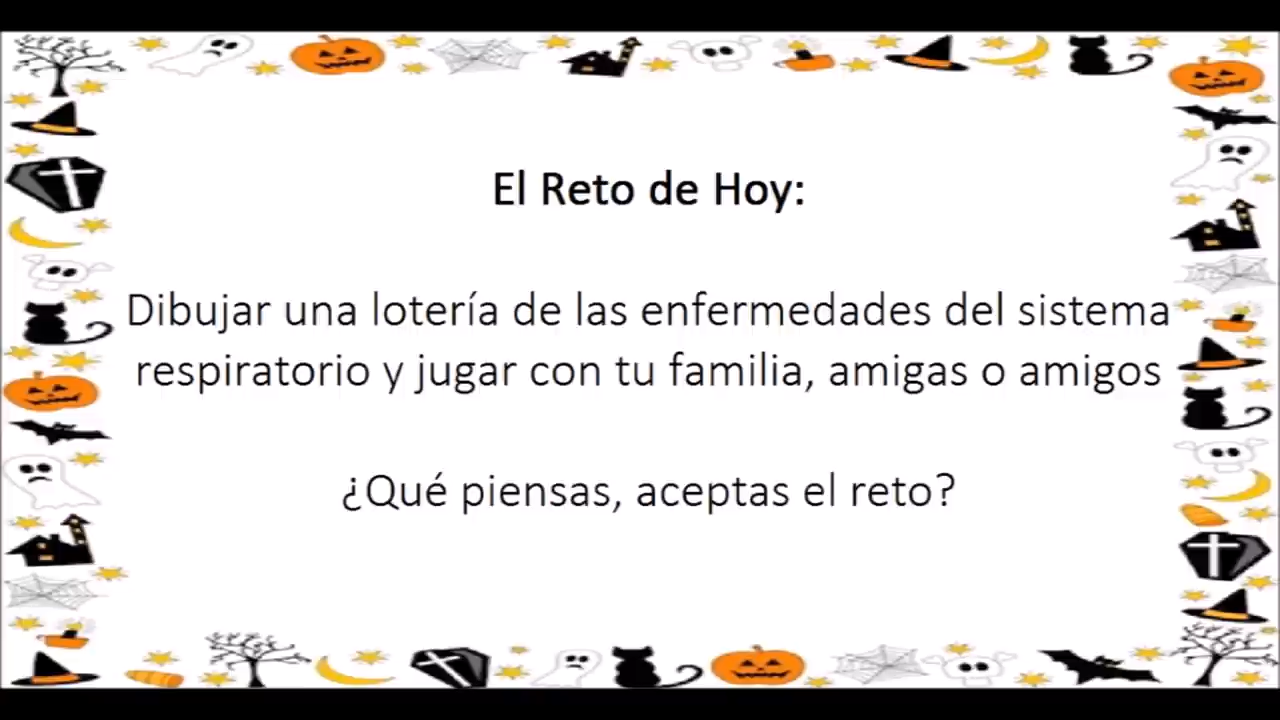 El Reto de Hoy:
Dibujar una lotería de las enfermedades del sistema
respiratorio y jugar con tu familia, amigas o amigos
¿Qué piensas, aceptas el reto?